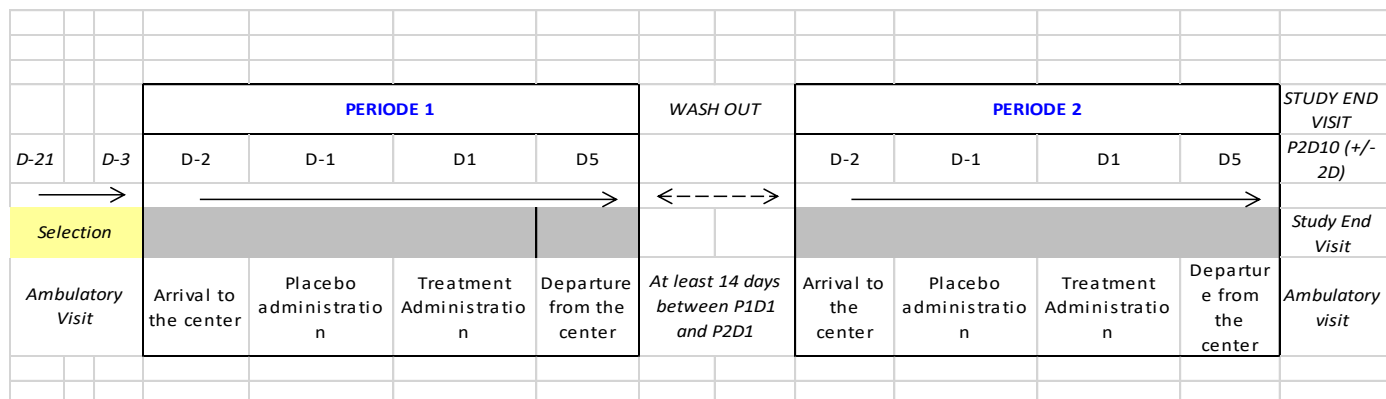 PERIODE 1
WASH OUT
PERIODE 2
STUDY END
VISIT
D-21
D-3
D-2
D-1
D1
D5
D-2
D-1
D1
D5
P2D10 (+/-
2D)
Selection
Study End
Visit
Ambulatory
Visit
Arrival to
the center
Placebo
administratio
n
Treatment
Administratio
n
Departure
from the
center
At least 14 days
between P1D1
and P2D1
Arrival to
the
center
Placebo
administratio
n
Treatment
Administratio
n
Departur
e from
the
center
Ambulatory
visit